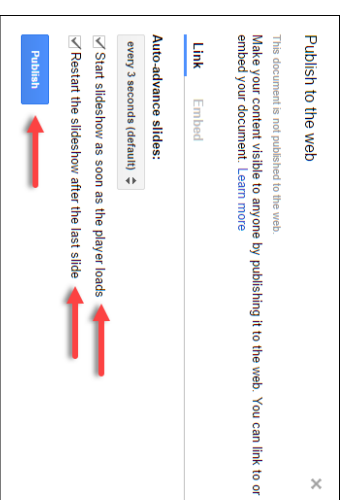 Publish to the web
This document is not published to the web.
Make your content visible to anyone by publishing it to the web. You can link to or
embed your document. Learn more
Link Embed
Auto-advance slides:
every 3 seconds (default)
Start slideshow as soon as the player loads
Restart the slideshow after the last slide
Publish